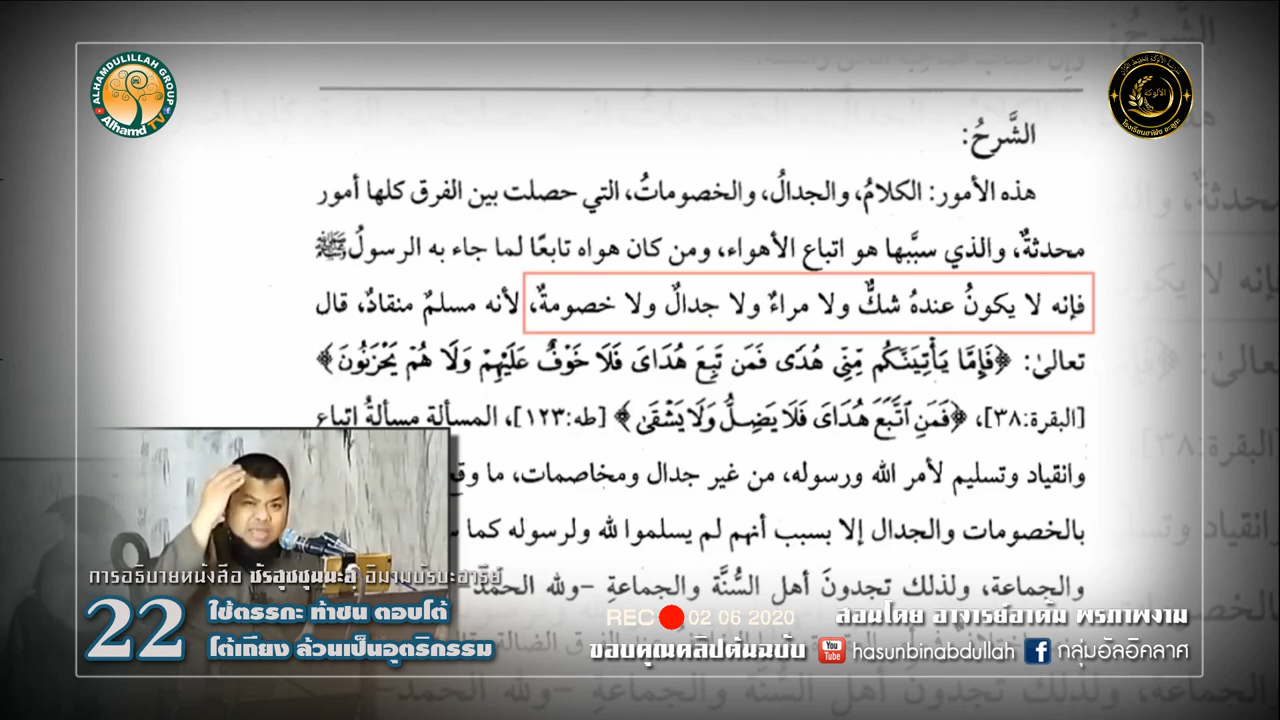 ALHAMDULILLAH GROUP
Alhamd TV
الألوكة
الشَّرحُ:
هذه الأمور: الكلامُ، والجدالُ، والخصوماتُ، التي حصلت بين الفرق كلها أمور
محدثةٌ، والذي سببَّها هو اتباع الأهواء، ومن كان هواه تابعًا لما جاء به الرسولُ ﷺ
فإنه لا يكونُ عندهُ شكٌّ ولا مراءٌ ولا جدالٌ ولا خصومةٌ، لأنه مسلمٌ منقادٌ، قال
تعالىٰ: ﴿فَإِمَّا يَأْتِيَنَّكُم مِّنِّي هُدًى فَمَن تَبِعَ هُدَايَ فَلَا خَوْفٌ عَلَيْهِمْ وَلَا هُمْ يَحْزَنُونَ﴾
[البقرة:٣٨]، ﴿فَمَنِ ٱتَّبَعَ هُدَايَ فَلَا يَضِلُّ وَلَا يَشْقَىٰ﴾ [طه:١٢٣]، المسألة مسألةُ اتباع
وانقياد وتسليم لأمر الله ورسوله، من غير جدال ومخاصمات، ما وقع
بالخصومات والجدال إلا بسبب أنهم لم يسلموا لله ولرسوله كما
والجماعة، ولذلك تجدونَ أهل السُّنَّة والجماعةِ -ولله الحمد-
การอธิบายหนังสือ ชัรฮุซซุนนะฮฺ อิมามบัรบะฮารีย์
22 ใช้ตรรกะ ท้าชน ตอบโต้
โต้เถียง ล้วนเป็นอุตริกรรม
REC 02 06 2020
สอนโดย อาจารย์อาดัม พรภาพงาม
ขอบคุณคลิปต้นฉบับ YouTube hasunbinabdullah f กลุ่มอัลอิคลาศ